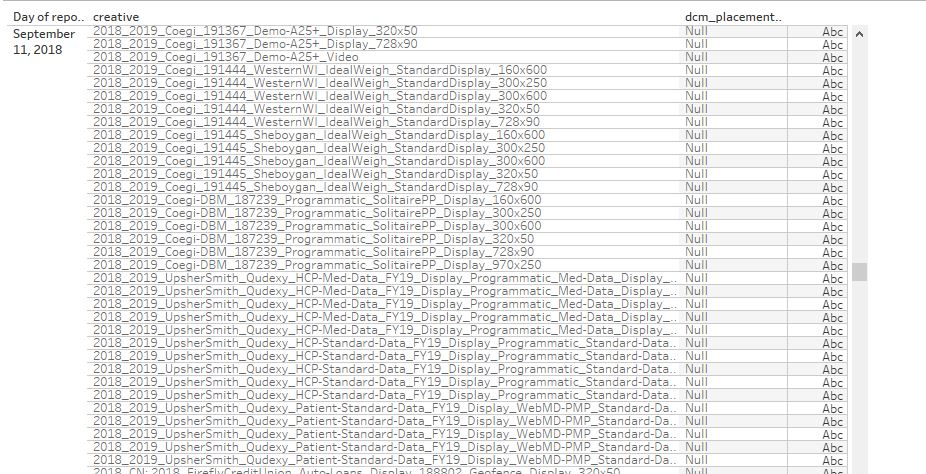 Day of repo.. creative dcm_placement..
September 2018_2019_Coegi_191367_Demo-A25+_Display_320x50 Null Abc
11, 2018 2018_2019_Coegi_191367_Demo-A25+_Display_728x90 Null Abc
2018_2019_Coegi_191367_Demo-A25+_Video Null Abc
2018_2019_Coegi_191444_WesternWI_IdealWeigh_StandardDisplay_160x600 Null Abc
2018_2019_Coegi_191444_WesternWI_IdealWeigh_StandardDisplay_300x250 Null Abc
2018_2019_Coegi_191444_WesternWI_IdealWeigh_StandardDisplay_300x600 Null Abc
2018_2019_Coegi_191444_WesternWI_IdealWeigh_StandardDisplay_320x50 Null Abc
2018_2019_Coegi_191444_WesternWI_IdealWeigh_StandardDisplay_728x90 Null Abc
2018_2019_Coegi_191445_Sheboygan_IdealWeigh_StandardDisplay_160x600 Null Abc
2018_2019_Coegi_191445_Sheboygan_IdealWeigh_StandardDisplay_300x250 Null Abc
2018_2019_Coegi_191445_Sheboygan_IdealWeigh_StandardDisplay_300x600 Null Abc
2018_2019_Coegi_191445_Sheboygan_IdealWeigh_StandardDisplay_320x50 Null Abc
2018_2019_Coegi_191445_Sheboygan_IdealWeigh_StandardDisplay_728x90 Null Abc
2018_2019_Coegi-DBM_187239_Programmatic_SolitairePP_Display_160x600 Null Abc
2018_2019_Coegi-DBM_187239_Programmatic_SolitairePP_Display_300x250 Null Abc
2018_2019_Coegi-DBM_187239_Programmatic_SolitairePP_Display_300x600 Null Abc
2018_2019_Coegi-DBM_187239_Programmatic_SolitairePP_Display_320x50 Null Abc
2018_2019_Coegi-DBM_187239_Programmatic_SolitairePP_Display_728x90 Null Abc
2018_2019_Coegi-DBM_187239_Programmatic_SolitairePP_Display_970x250 Null Abc
2018_2019_UpsherSmith_Qudexy_HCP-Med-Data_FY19_Display_Programmatic_Med-Data_Display_.. Null Abc
2018_2019_UpsherSmith_Qudexy_HCP-Med-Data_FY19_Display_Programmatic_Med-Data_Display_.. Null Abc
2018_2019_UpsherSmith_Qudexy_HCP-Med-Data_FY19_Display_Programmatic_Med-Data_Display_.. Null Abc
2018_2019_UpsherSmith_Qudexy_HCP-Med-Data_FY19_Display_Programmatic_Med-Data_Display_.. Null Abc
2018_2019_UpsherSmith_Qudexy_HCP-Med-Data_FY19_Display_Programmatic_Med-Data_Display_.. Null Abc
2018_2019_UpsherSmith_Qudexy_HCP-Standard-Data_FY19_Display_Programmatic_Standard-Data.. Null Abc
2018_2019_UpsherSmith_Qudexy_HCP-Standard-Data_FY19_Display_Programmatic_Standard-Data.. Null Abc
2018_2019_UpsherSmith_Qudexy_HCP-Standard-Data_FY19_Display_Programmatic_Standard-Data.. Null Abc
2018_2019_UpsherSmith_Qudexy_HCP-Standard-Data_FY19_Display_Programmatic_Standard-Data.. Null Abc
2018_2019_UpsherSmith_Qudexy_HCP-Standard-Data_FY19_Display_Programmatic_Standard-Data.. Null Abc
2018_2019_UpsherSmith_Qudexy_Patient-Standard-Data_FY19_Display_WebMD-PMP_Standard-Da.. Null Abc
2018_2019_UpsherSmith_Qudexy_Patient-Standard-Data_FY19_Display_WebMD-PMP_Standard-Da.. Null Abc
2018_2019_UpsherSmith_Qudexy_Patient-Standard-Data_FY19_Display_WebMD-PMP_Standard-Da.. Null Abc
2018_2019_UpsherSmith_Qudexy_Patient-Standard-Data_FY19_Display_WebMD-PMP_Standard-Da.. Null Abc
2018_2019_UpsherSmith_Qudexy_Patient-Standard-Data_FY19_Display_WebMD-PMP_Standard-Da.. Null Abc
2018_CN: 2018_FireflyCreditUnion_Auto-Loans_Display_188802_Geofence_Display_320x50 Null Abc